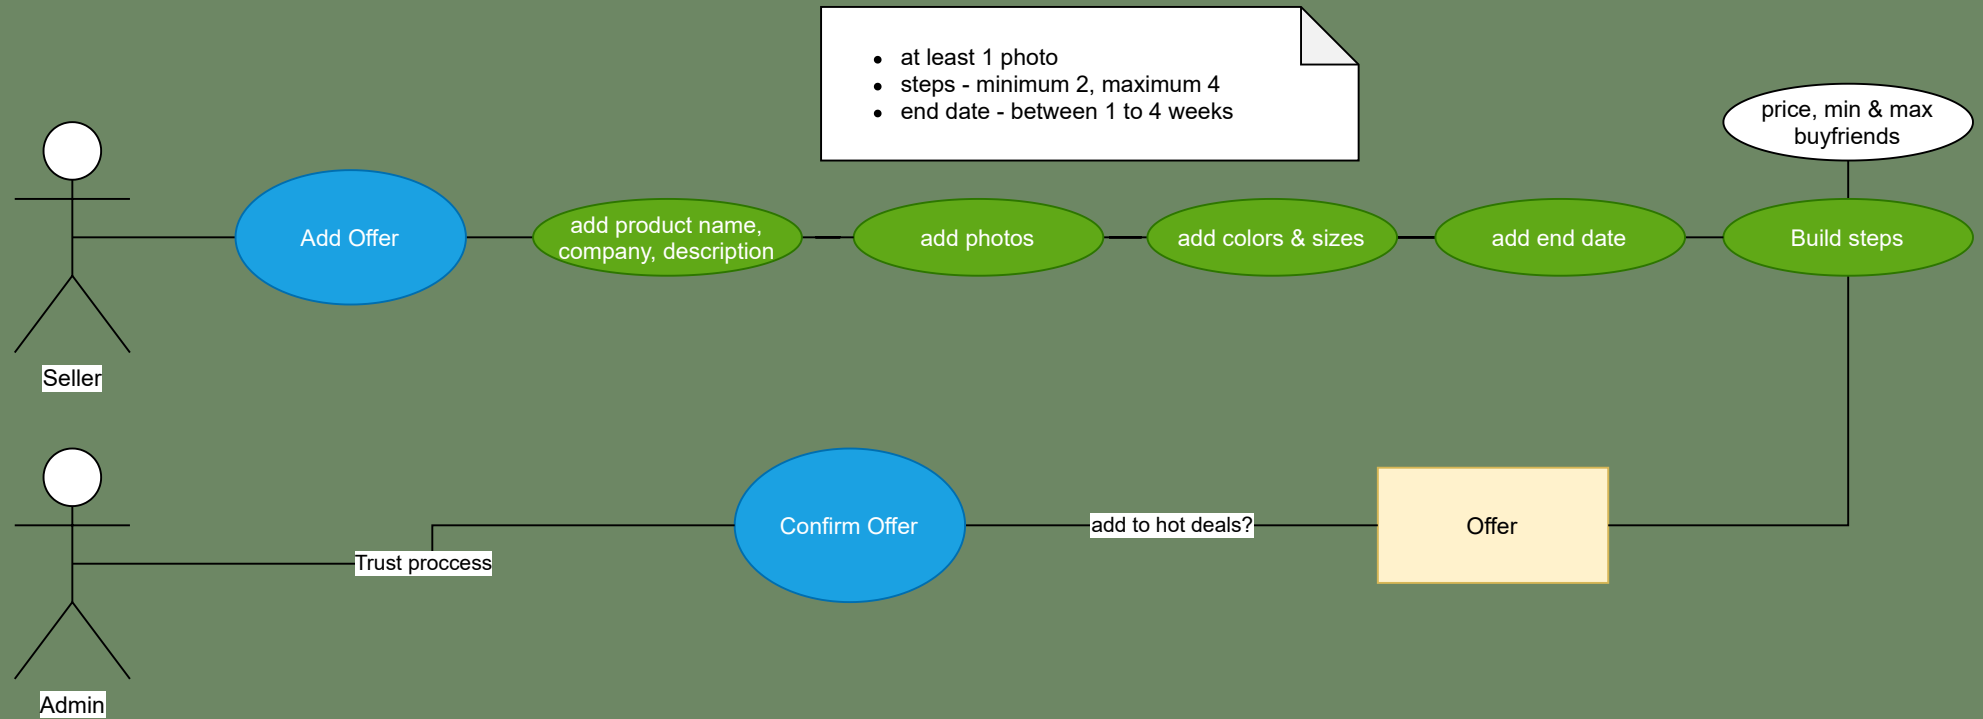 at least 1 photo
steps - minimum 2, maximum 4
end date - between 1 to 4 weeks
price, min & max
buyfriends
Add Offer
add product name,
company, description
add photos
add colors & sizes
add end date
Build steps
Seller
Confirm Offer
add to hot deals?
Offer
Trust proccess
Admin